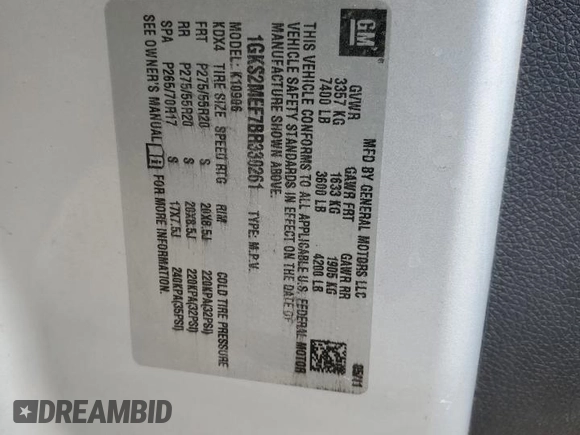 GM
MFD BY GENERAL MOTORS LLC
05/11
GVWR GAWR FRT GAWR RR
3357 KG 1633 KG 1905 KG
7400 LB 3600 LB 4200 LB
THIS VEHICLE CONFORMS TO ALL APPLICABLE U.S. FEDERAL MOTOR
VEHICLE SAFETY STANDARDS IN EFFECT ON THE DATE OF
MANUFACTURE SHOWN ABOVE.
1GKS2MEF7BR330261 TYPE: M.P.V.
MODEL: K10906
KDX4 TIRE SIZE SPEED RTG RIM COLD TIRE PRESSURE
FRT P275/55R20 S 20X8.5J 220KPA(32PSI)
RR P275/55R20 S 20X8.5J 220KPA(32PSI)
SPA P265/70R17 S 17X7.5J 240KPA(35PSI)
SEE OWNER'S MANUAL FOR MORE INFORMATION.
DREAMBID